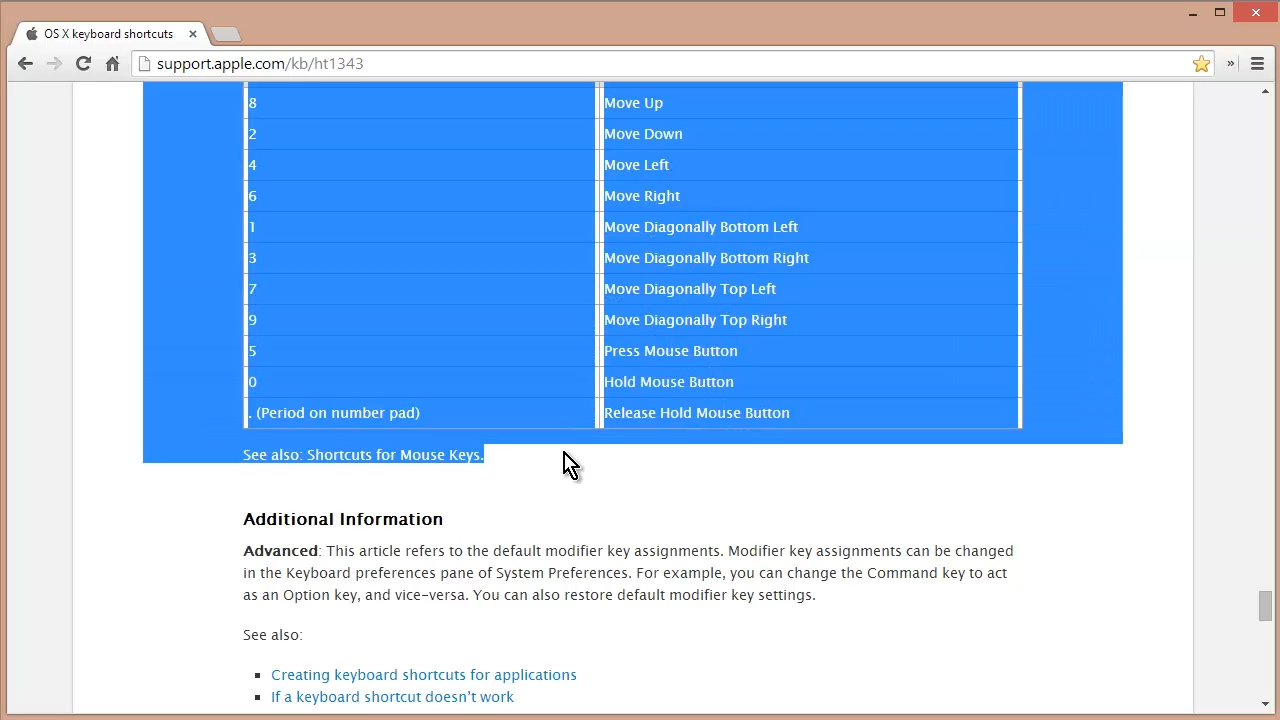 OS X keyboard shortcuts
support.apple.com/kb/ht1343
8 Move Up
2 Move Down
4 Move Left
6 Move Right
1 Move Diagonally Bottom Left
3 Move Diagonally Bottom Right
7 Move Diagonally Top Left
9 Move Diagonally Top Right
5 Press Mouse Button
0 Hold Mouse Button
. (Period on number pad) Release Hold Mouse Button
See also: Shortcuts for Mouse Keys.
Additional Information
Advanced: This article refers to the default modifier key assignments. Modifier key assignments can be changed
in the Keyboard preferences pane of System Preferences. For example, you can change the Command key to act
as an Option key, and vice-versa. You can also restore default modifier key settings.
See also:
Creating keyboard shortcuts for applications
If a keyboard shortcut doesn’t work